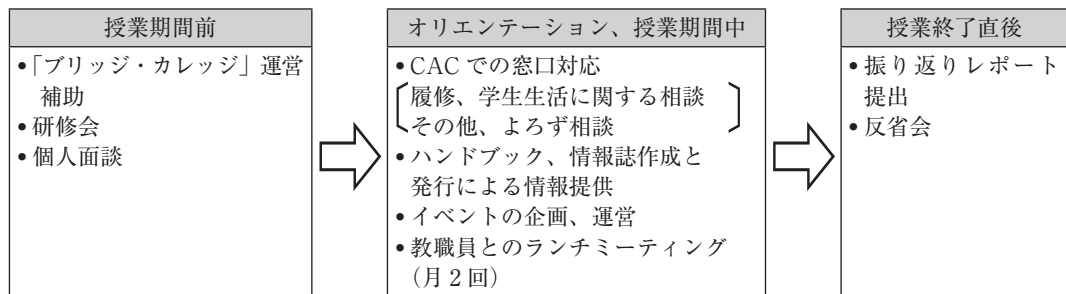 授業期間前
•「ブリッジ・カレッジ」運営
補助
•研修会
•個人面談
オリエンテーション、授業期間中
•CACでの窓口対応
履修、学生生活に関する相談
その他、よろず相談
•ハンドブック、情報誌作成と
発行による情報提供
•イベントの企画、運営
•教職員とのランチミーティング
（月2回）
授業終了直後
•振り返りレポート
提出
•反省会